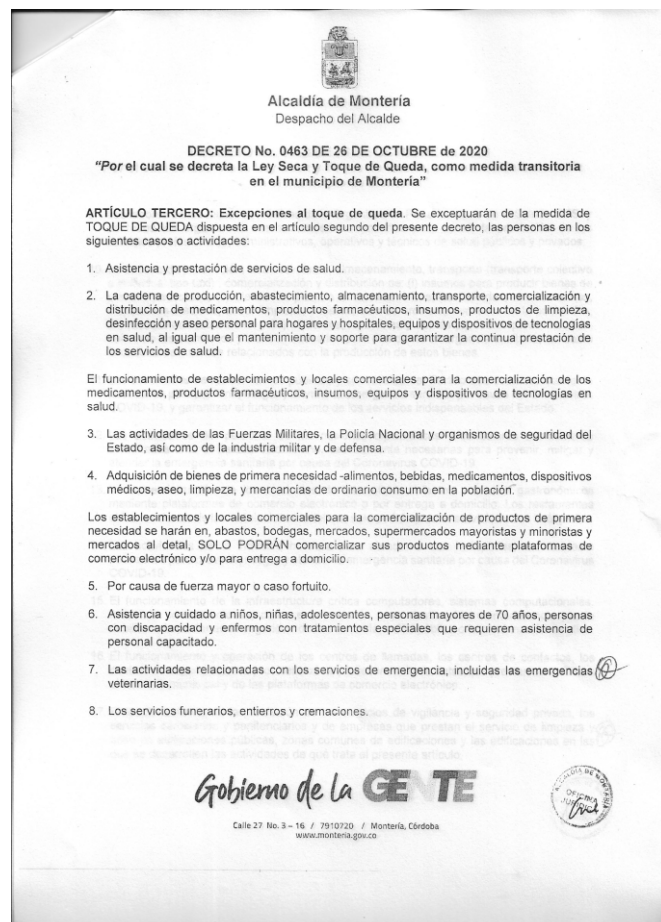 Alcaldía de Montería
Despacho del Alcalde
DECRETO No. 0463 DE 26 DE OCTUBRE de 2020
“Por el cual se decreta la Ley Seca y Toque de Queda, como medida transitoria
en el municipio de Montería”
ARTÍCULO TERCERO: Excepciones al toque de queda. Se exceptuarán de la medida de
TOQUE DE QUEDA dispuesta en el artículo segundo del presente decreto, las personas en los
siguientes casos o actividades:
1. Asistencia y prestación de servicios de salud.
2. La cadena de producción, abastecimiento, almacenamiento, transporte, comercialización y
distribución de medicamentos, productos farmacéuticos, insumos, productos de limpieza,
desinfección y aseo personal para hogares y hospitales, equipos y dispositivos de tecnologías
en salud, al igual que el mantenimiento y soporte para garantizar la continua prestación de
los servicios de salud.
El funcionamiento de establecimientos y locales comerciales para la comercialización de los
medicamentos, productos farmacéuticos, insumos, equipos y dispositivos de tecnologías en
salud.
3. Las actividades de las Fuerzas Militares, la Policía Nacional y organismos de seguridad del
Estado, así como de la industria militar y de defensa.
4. Adquisición de bienes de primera necesidad -alimentos, bebidas, medicamentos, dispositivos
médicos, aseo, limpieza, y mercancías de ordinario consumo en la población.
Los establecimientos y locales comerciales para la comercialización de productos de primera
necesidad se harán en, abastos, bodegas, mercados, supermercados mayoristas y minoristas y
mercados al detal, SOLO PODRÁN comercializar sus productos mediante plataformas de
comercio electrónico y/o para entrega a domicilio.
5. Por causa de fuerza mayor o caso fortuito.
6. Asistencia y cuidado a niños, niñas, adolescentes, personas mayores de 70 años, personas
con discapacidad y enfermos con tratamientos especiales que requieren asistencia de
personal capacitado.
7. Las actividades relacionadas con los servicios de emergencia, incluidas las emergencias
veterinarias.
8. Los servicios funerarios, entierros y cremaciones.
Gobierno de la GENTE
ALCALDÍA DE MONTERÍA
OFICINA
JURÍDICA
Calle 27 No. 3 – 16 / 7910720 / Montería, Córdoba
www.monteria.gov.co